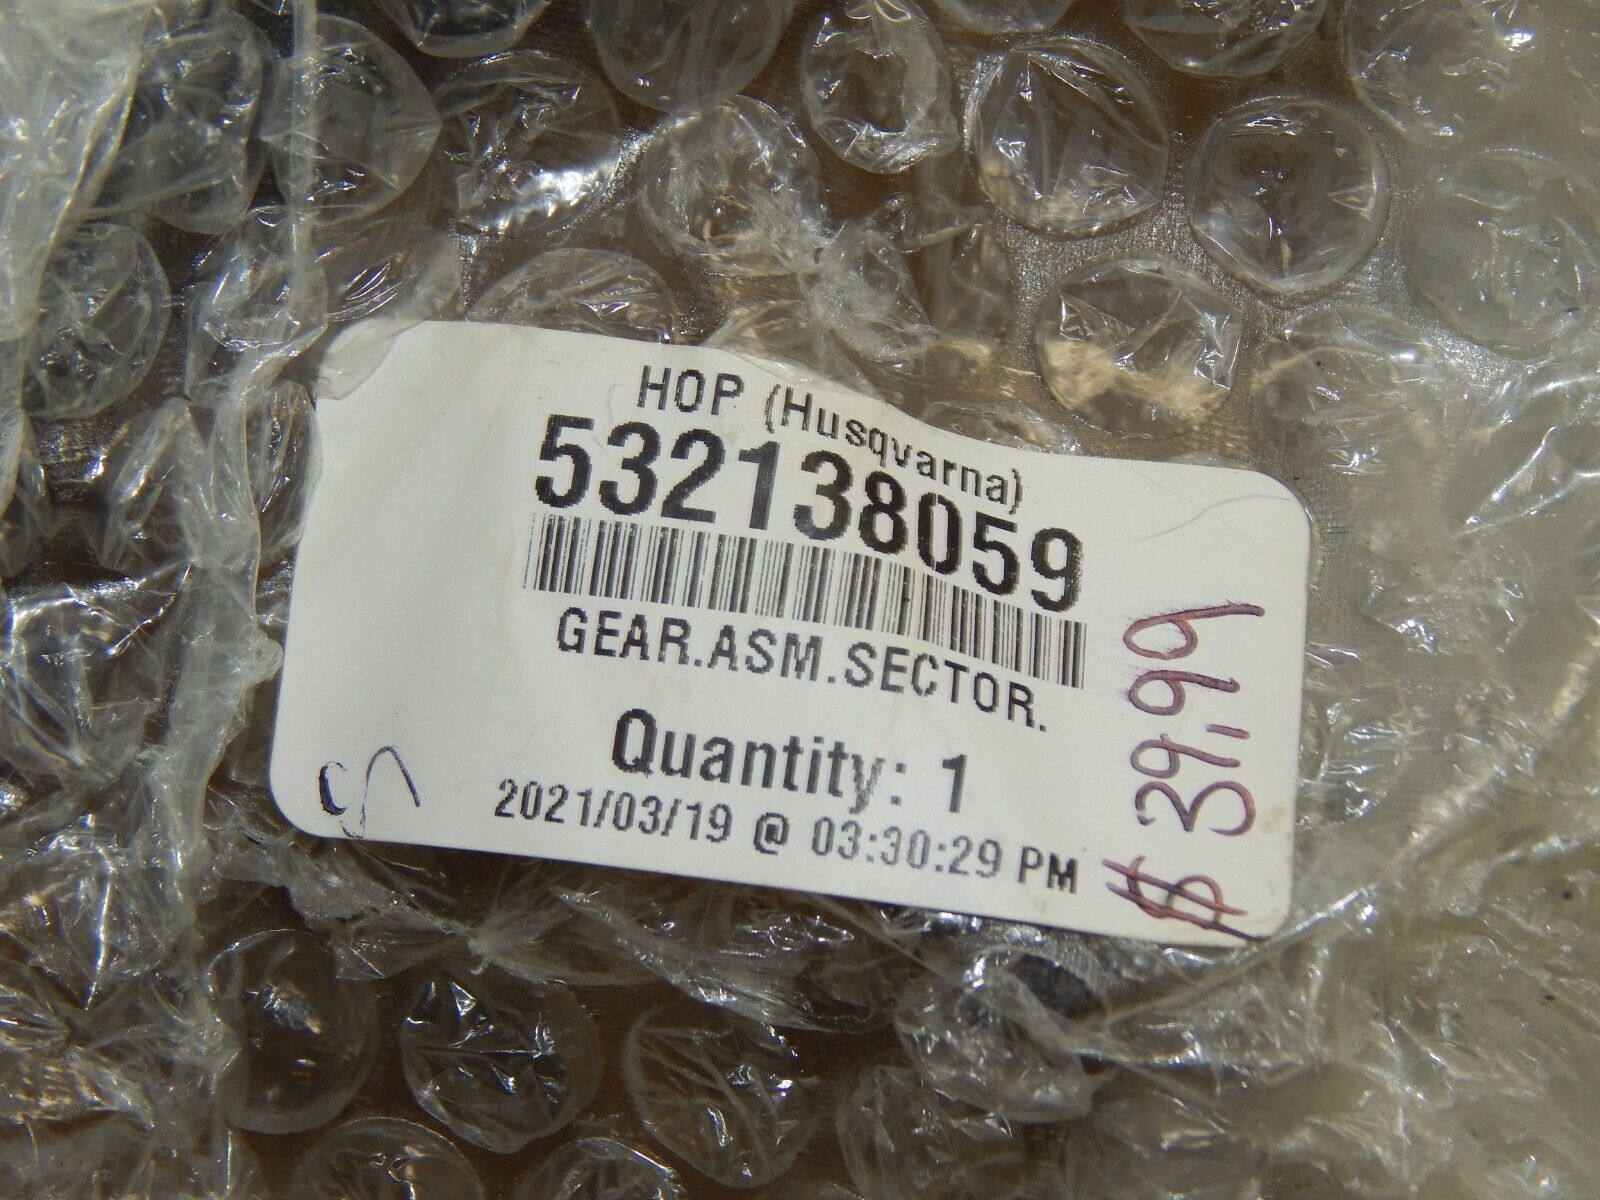 HOP (Husqvarna)
532138059
GEAR.ASM.SECTOR.
Quantity: 1
2021/03/19 @ 03:30:29 PM
$ 39.99